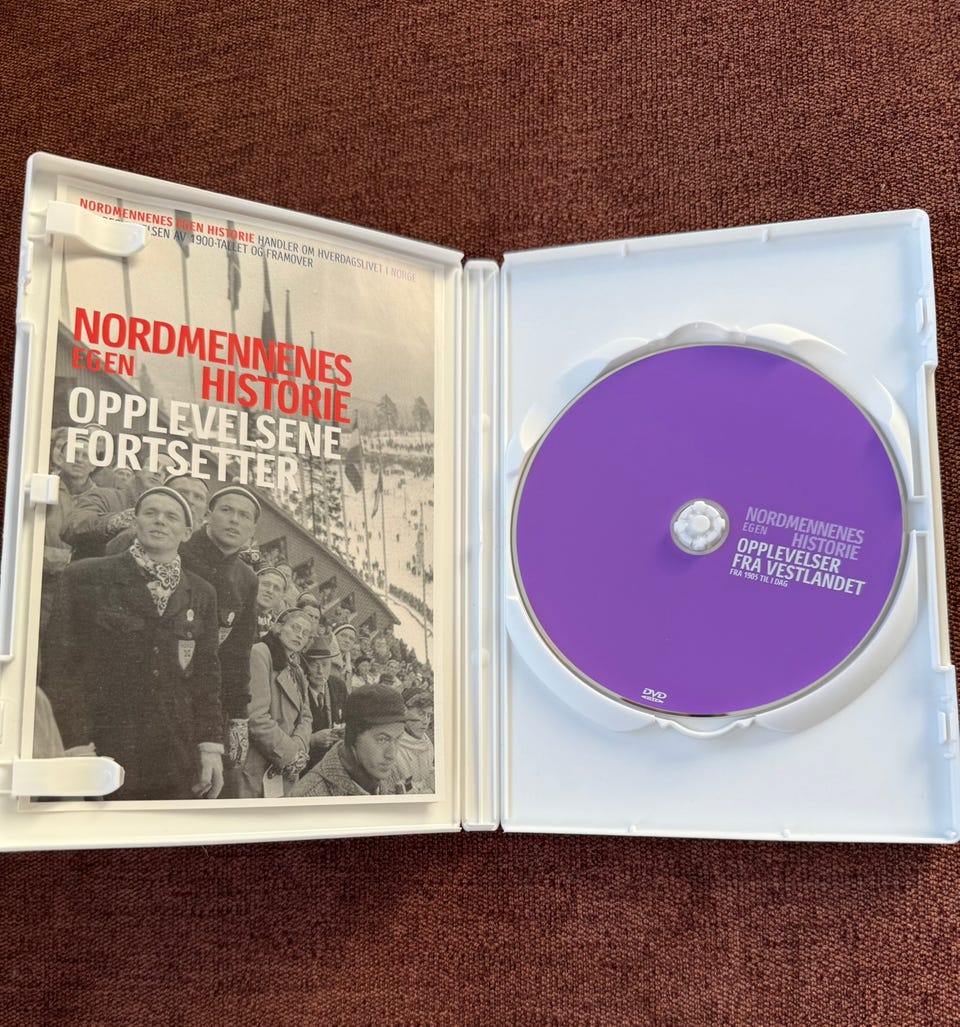 NORDMENNENES EGEN HISTORIE HANDLER OM HVERDAGSLIVET I NORGE
AV 1900-TALLET OG FRAMOVER
NORDMENNENES
EGEN HISTORIE
OPPLEVELSENE
FORTSETTER
NORDMENNENES
EGEN HISTORIE
OPPLEVELSER
FRA VESTLANDET
FRA 1905 TIL I DAG
DVD